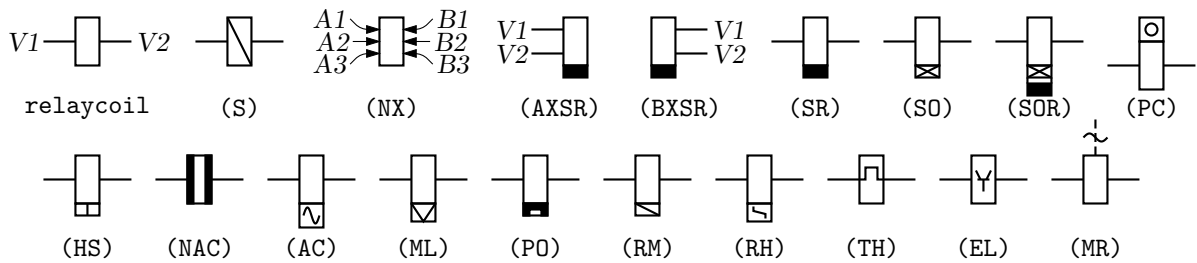 A1 B1 V1 V1
V1 V2 A2 B2 V2 V2
A3 B3
relaycoil (S) (NX) (AXSR) (BXSR) (SR) (SO) (SOR) (PC)
(HS) (NAC) (AC) (ML) (PO) (RM) (RH) (TH) (EL) (MR)